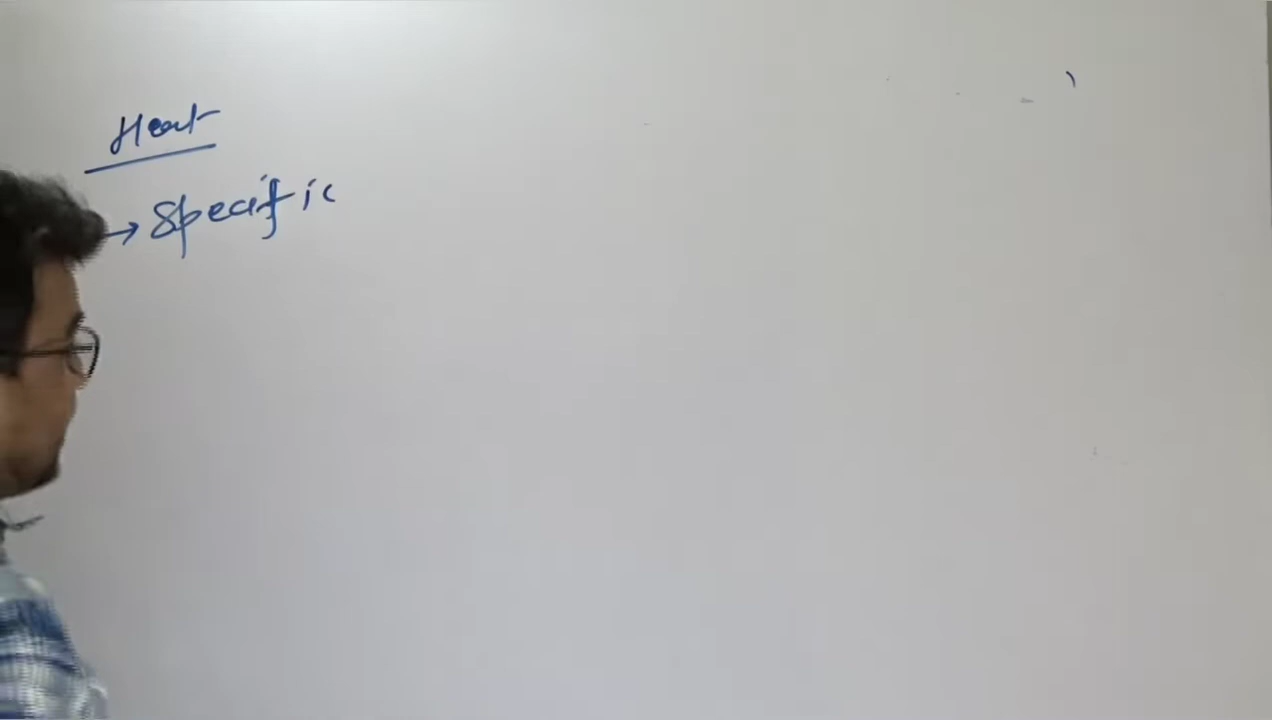 Heat
→ Specific